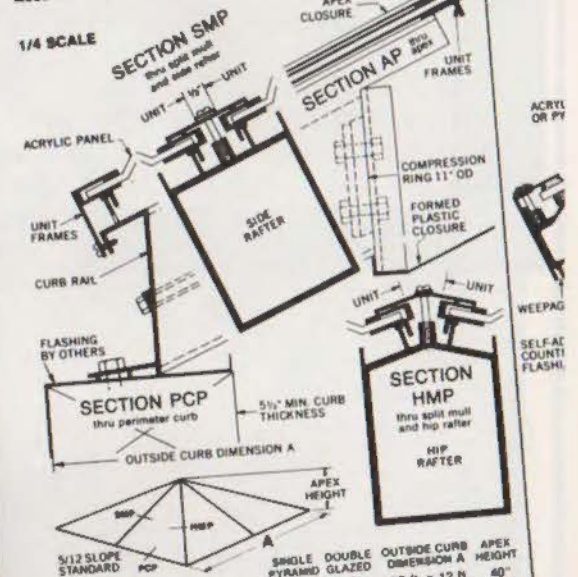 1/4 SCALE
SECTION SMP
thru split mull
and side rafter
UNIT ½" UNIT
ACRYLIC PANEL
UNIT
FRAMES
CURB RAIL
SIDE
RAFTER
APEX
CLOSURE
SECTION AP thru
apex
UNIT
FRAMES
COMPRESSION
RING 11" OD
FORMED
PLASTIC
CLOSURE
ACRYL
OR PY
WEEPAG
SELF-AD
COUNT
FLASHI
UNIT
UNIT
SECTION
HMP
thru split mull
and hip rafter
HIP
RAFTER
FLASHING
BY OTHERS
SECTION PCP
thru perimeter curb
5½" MIN. CURB
THICKNESS
OUTSIDE CURB DIMENSION A
APEX
HEIGHT
SMP
HMP
PCP
A
5/12 SLOPE
STANDARD
SINGLE DOUBLE OUTSIDE CURB APEX
PYRAMID GLAZED DIMENSION A HEIGHT
40"